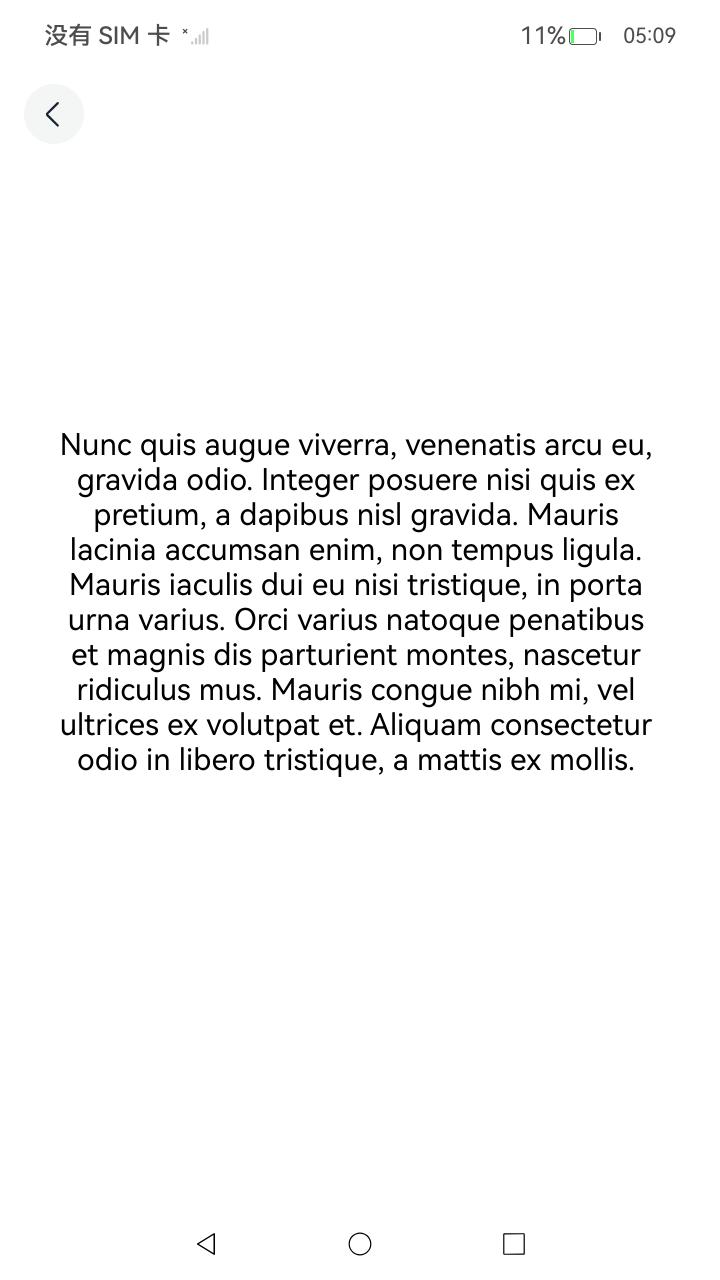 没有 SIM 卡 11% 05:09
Nunc quis augue viverra, venenatis arcu eu,
gravida odio. Integer posuere nisi quis ex
pretium, a dapibus nisl gravida. Mauris
lacinia accumsan enim, non tempus ligula.
Mauris iaculis dui eu nisi tristique, in porta
urna varius. Orci varius natoque penatibus
et magnis dis parturient montes, nascetur
ridiculus mus. Mauris congue nibh mi, vel
ultrices ex volutpat et. Aliquam consectetur
odio in libero tristique, a mattis ex mollis.